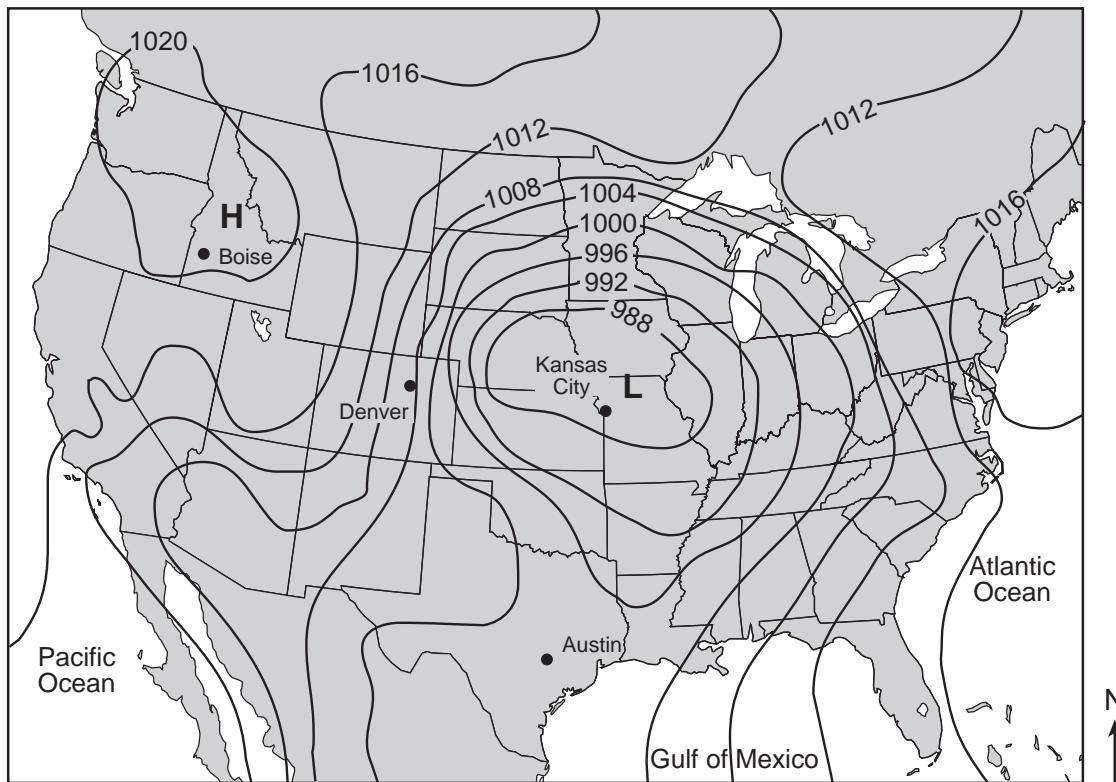 1020
1016
1012
1012
1008
1004
1016
H
1000
Boise
996
992
988
Kansas
City
L
Denver
Atlantic
Ocean
Austin
Pacific
Ocean
N
Gulf of Mexico